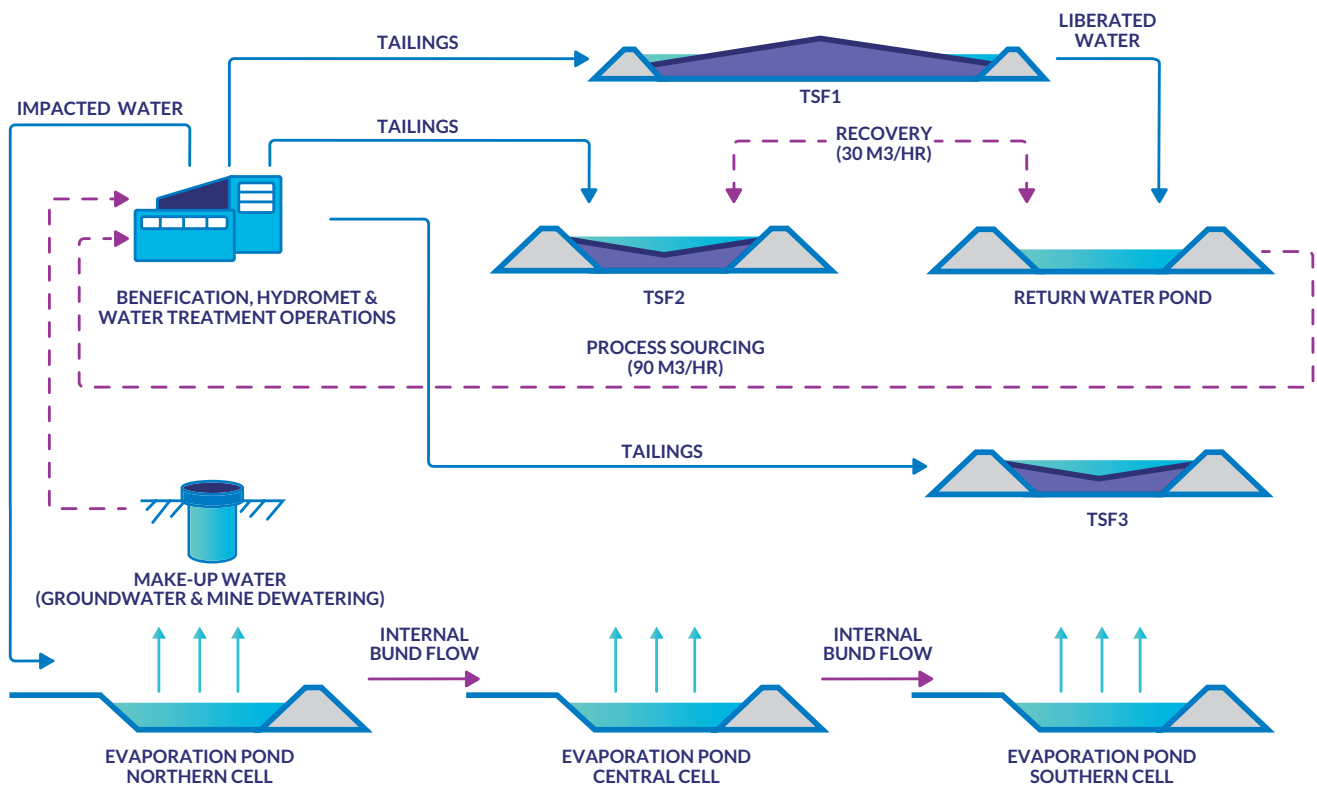 LIBERATED
WATER
TAILINGS
TSF1
IMPACTED WATER
TAILINGS
RECOVERY
(30 M3/HR)
BENEFICATION, HYDROMET &
WATER TREATMENT OPERATIONS
TSF2
RETURN WATER POND
PROCESS SOURCING
(90 M3/HR)
TAILINGS
TSF3
MAKE-UP WATER
(GROUNDWATER & MINE DEWATERING)
INTERNAL
BUND FLOW
INTERNAL
BUND FLOW
EVAPORATION POND
NORTHERN CELL
EVAPORATION POND
CENTRAL CELL
EVAPORATION POND
SOUTHERN CELL